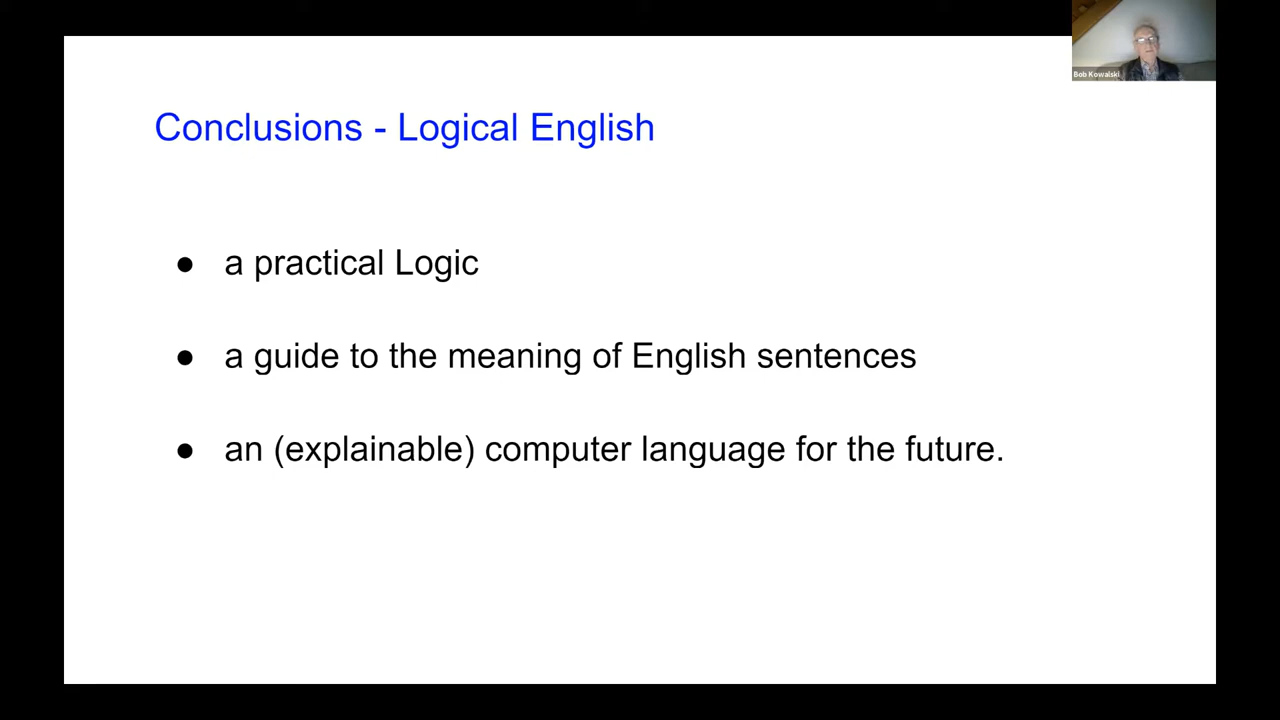 Bob Kowalski
Conclusions - Logical English
● a practical Logic
● a guide to the meaning of English sentences
● an (explainable) computer language for the future.